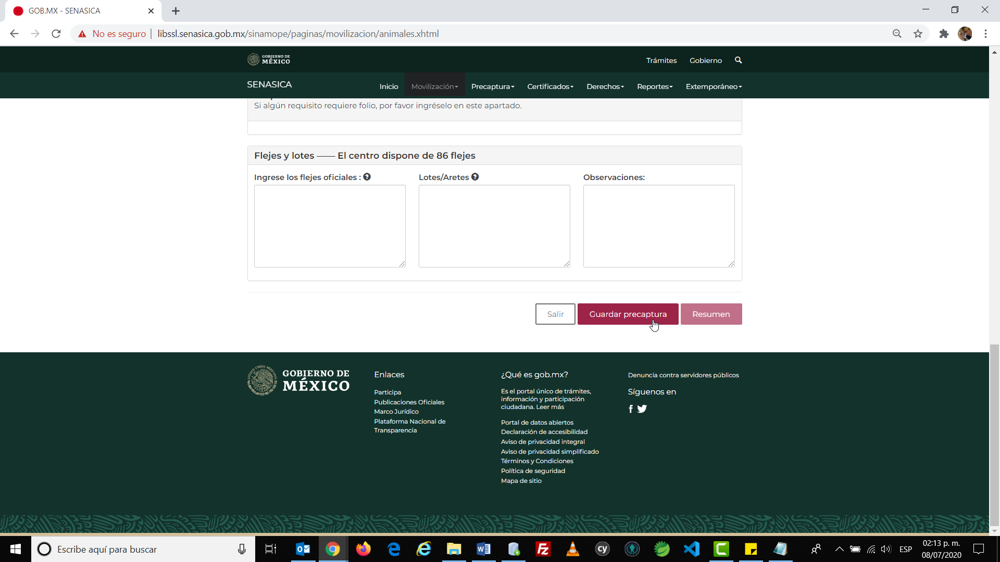 GOB.MX - SENASICA
No es seguro
libssl.senasica.gob.mx/sinamope/paginas/movilizacion/animales.xhtml
GOBIERNO DE
MÉXICO
Trámites
Gobierno
SENASICA
Inicio
Movilización
Precaptura
Certificados
Derechos
Reportes
Extemporáneo
Si algún requisito requiere folio, por favor ingréselo en este apartado.
Flejes y lotes —— El centro dispone de 86 flejes
Ingrese los flejes oficiales :
Lotes/Aretes
Observaciones:
Salir
Guardar precaptura
Resumen
GOBIERNO DE
MÉXICO
Enlaces
Participa
Publicaciones Oficiales
Marco Jurídico
Plataforma Nacional de
Transparencia
¿Qué es gob.mx?
Es el portal único de trámites,
información y participación
ciudadana. Leer más
Portal de datos abiertos
Declaración de accesibilidad
Aviso de privacidad integral
Aviso de privacidad simplificado
Términos y Condiciones
Política de seguridad
Mapa de sitio
Denuncia contra servidores públicos
Síguenos en
Escribe aquí para buscar
ESP
02:13 p. m.
08/07/2020